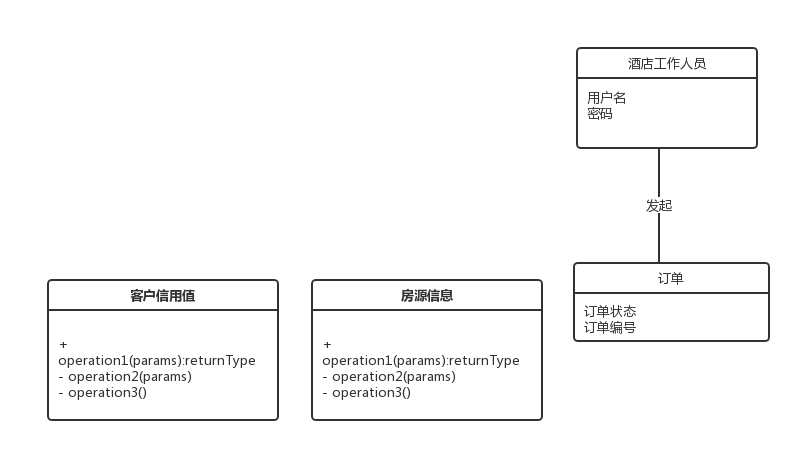 酒店工作人员
用户名
密码
发起
订单
订单状态
订单编号
客户信用值
+
operation1(params):returnType
- operation2(params)
- operation3()
房源信息
+
operation1(params):returnType
- operation2(params)
- operation3()